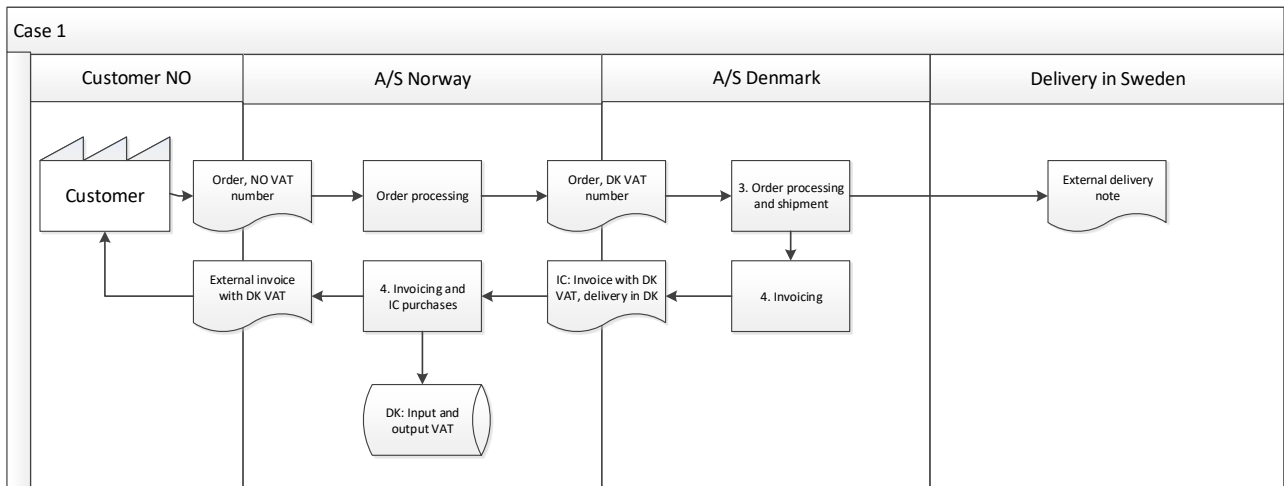 Case 1
Customer NO
A/S Norway
A/S Denmark
Delivery in Sweden
Customer
Order, NO VAT
number
Order processing
Order, DK VAT
number
3. Order processing
and shipment
External delivery
note
External invoice
with DK VAT
4. Invoicing and
IC purchases
IC: Invoice with DK
VAT, delivery in DK
4. Invoicing
DK: Input and
output VAT